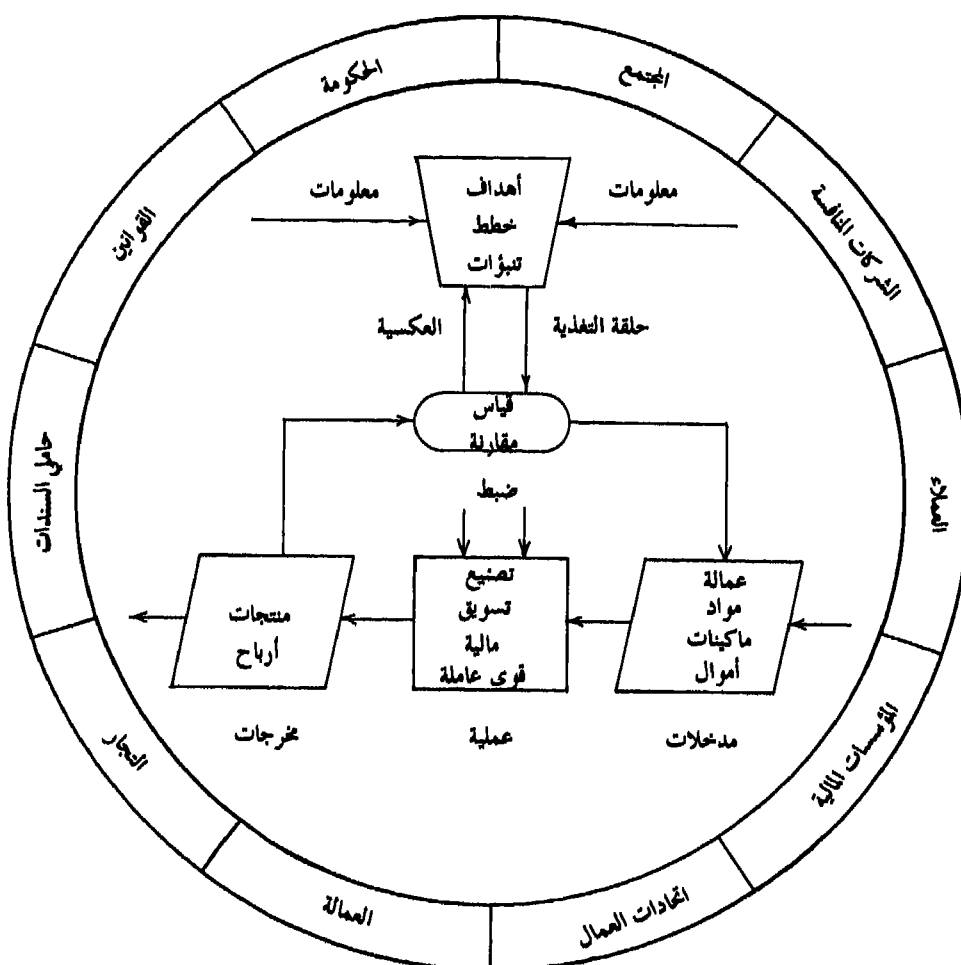 المجتمع
الحكومة
الشركات المنافسة
القوانين
العملاء
حاملي السندات
المؤسسات المالية
التجار
اتحادات العمال
العمالة
معلومات
أهداف
خطط
تنبؤات
معلومات
حلقة التغذية
العكسية
قياس
مقارنة
ضبط
عمالة
مواد
ماكينات
أموال
تصنيع
تسويق
مالية
قوى عاملة
منتجات
أرباح
مدخلات
عملية
مخرجات